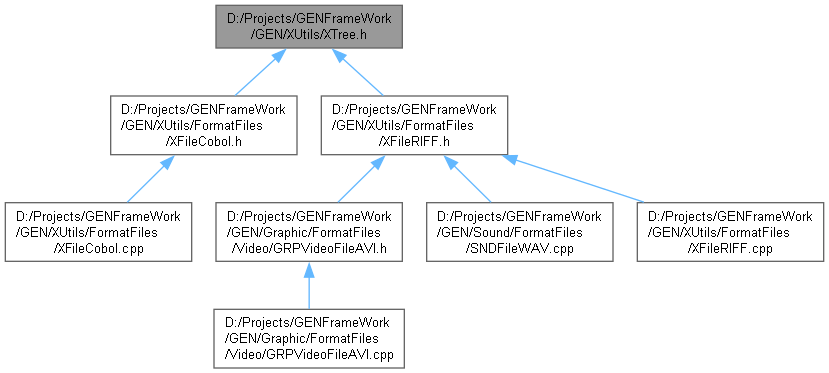 D:/Projects/GENFrameWork
/GEN/XUtils/XTree.h
D:/Projects/GENFrameWork
/GEN/XUtils/FormatFiles
/XFileCobol.h
D:/Projects/GENFrameWork
/GEN/XUtils/FormatFiles
/XFileRIFF.h
D:/Projects/GENFrameWork
/GEN/XUtils/FormatFiles
/XFileCobol.cpp
D:/Projects/GENFrameWork
/GEN/Graphic/FormatFiles
/Video/GRPVideoFileAVI.h
D:/Projects/GENFrameWork
/GEN/Sound/FormatFiles
/SNDFileWAV.cpp
D:/Projects/GENFrameWork
/GEN/XUtils/FormatFiles
/XFileRIFF.cpp
D:/Projects/GENFrameWork
/GEN/Graphic/FormatFiles
/Video/GRPVideoFileAVI.cpp